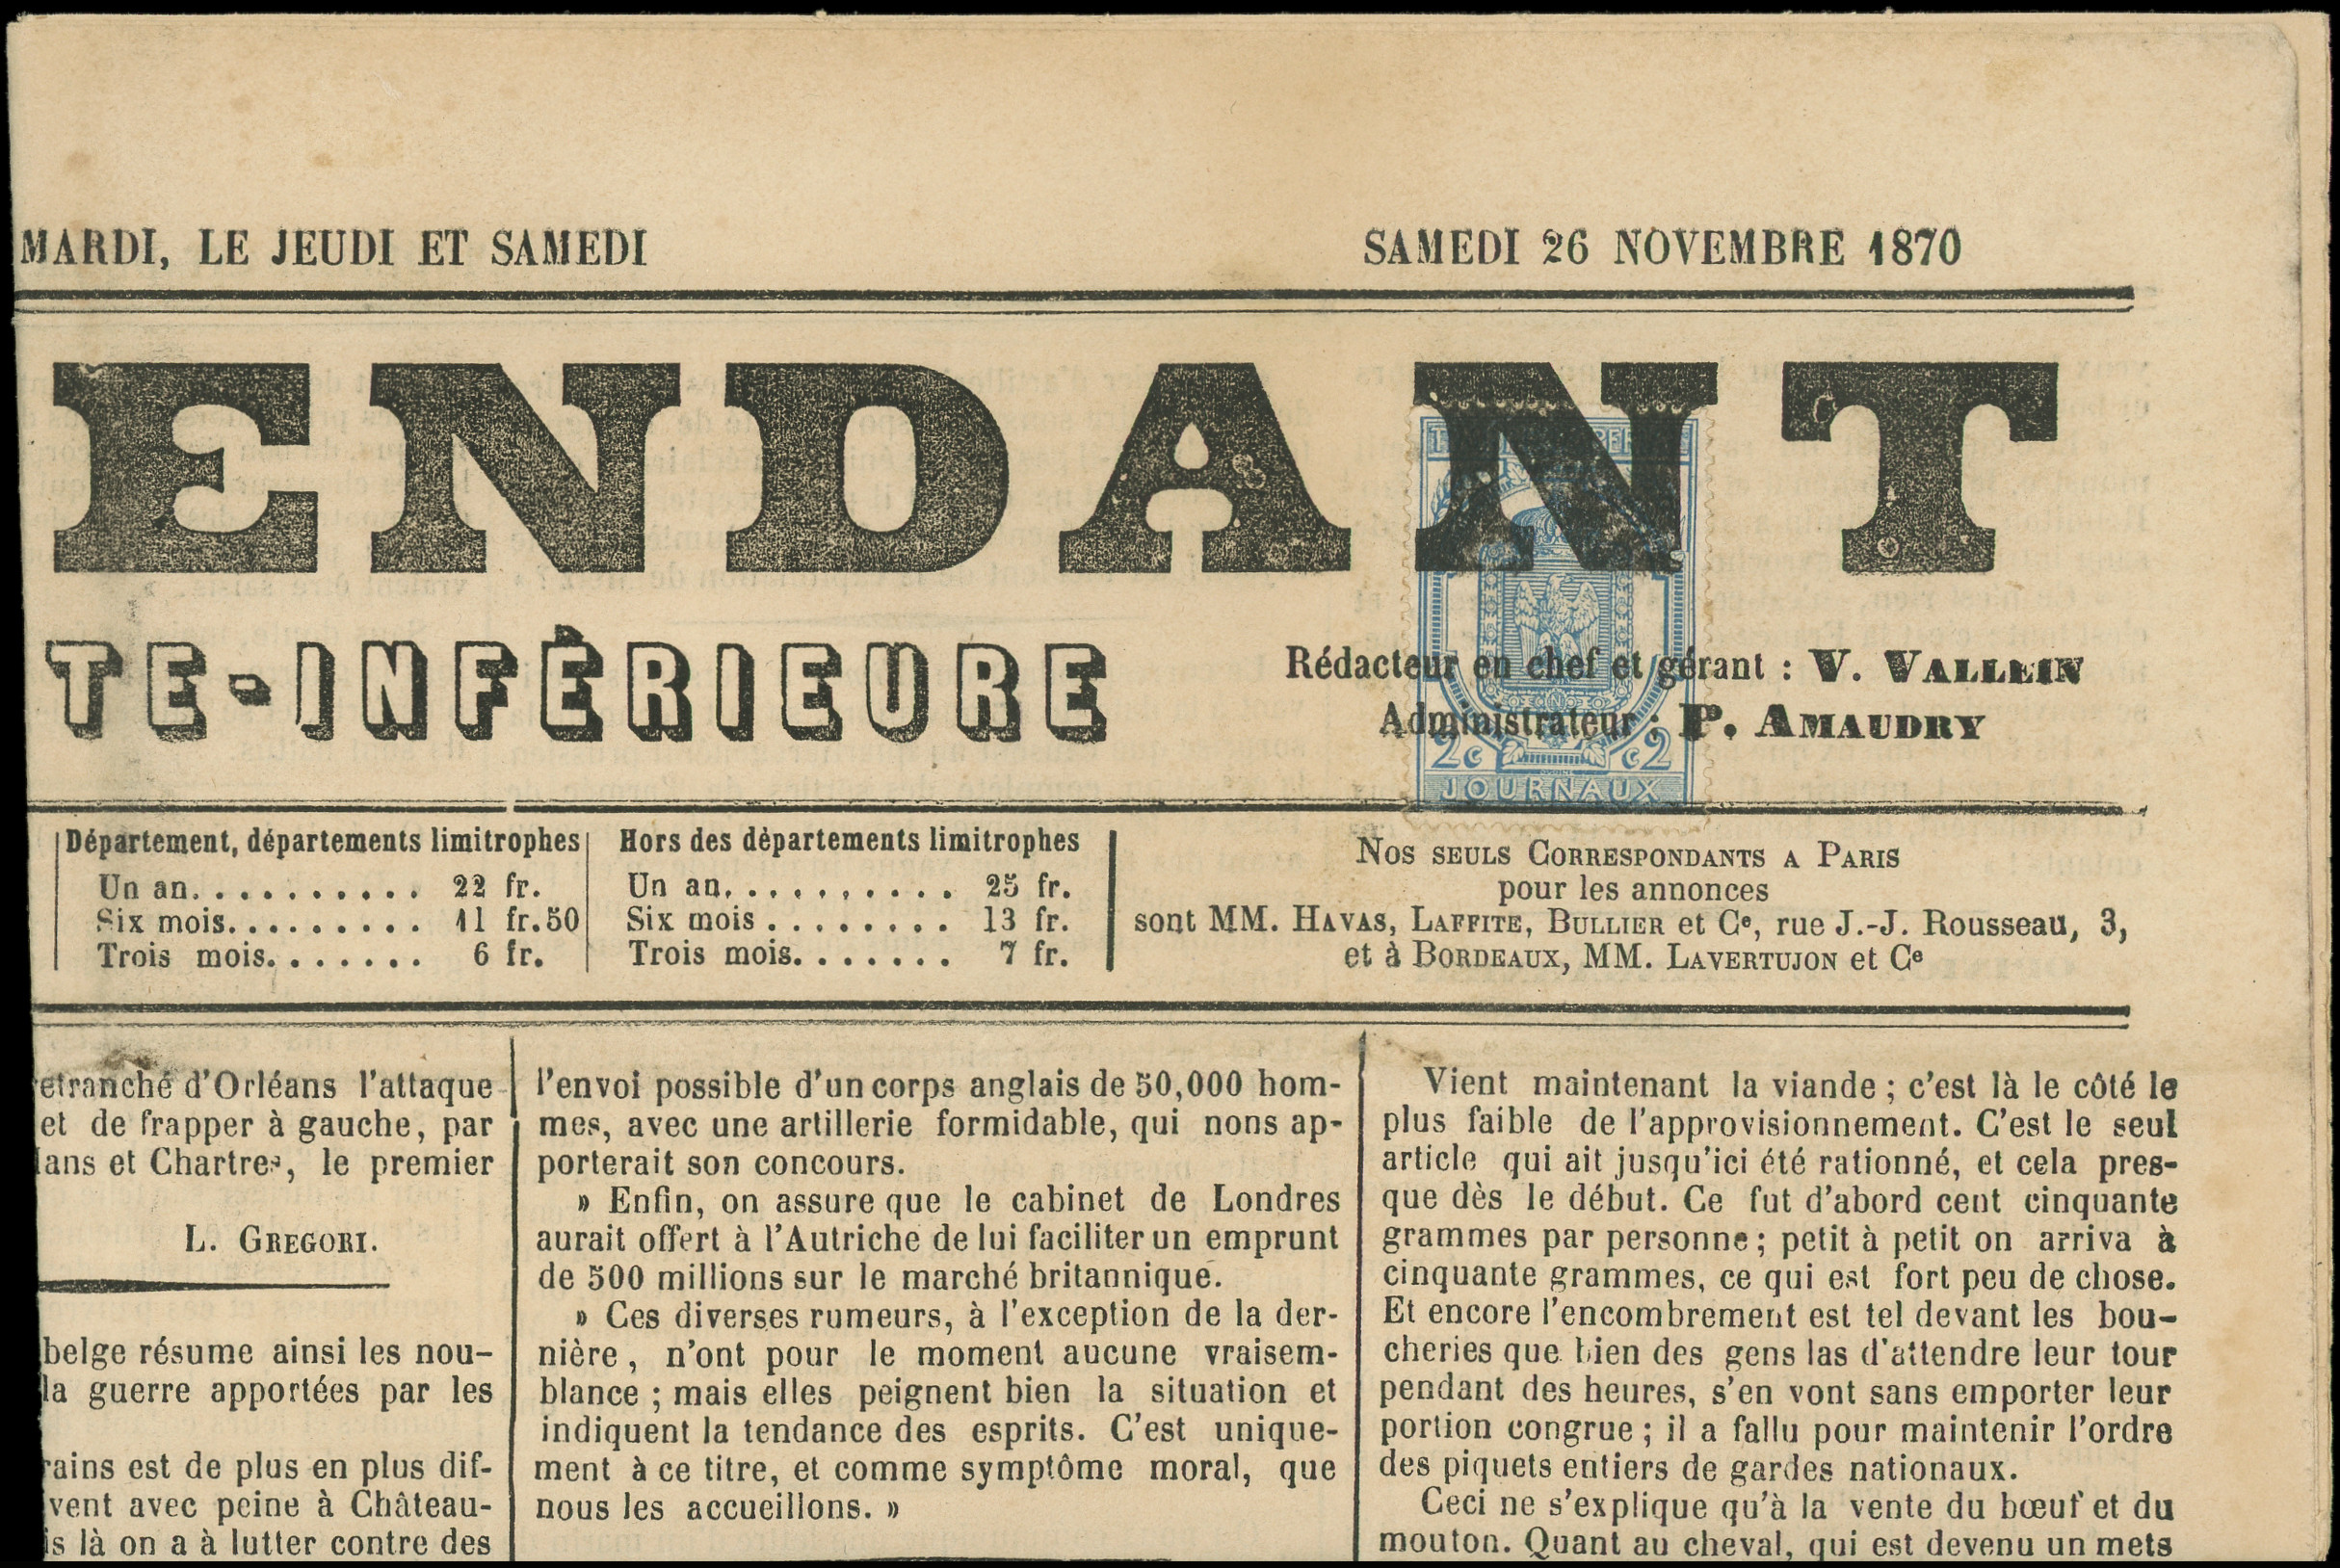 MARDI, LE JEUDI ET SAMEDI
SAMEDI 26 NOVEMBRE 1870
ENDANT
TE-INFÉRIEURE
Rédacteur en chef et gérant : V. VALLEIN
Administrateur : P. AMAUDRY
2c c2
JOURNAUX
Département, départements limitrophes
Un an. . . . . . . . . . 22 fr.
Six mois. . . . . . . . . 11 fr. 50
Trois mois. . . . . . . 6 fr.
Hors des départements limitrophes
Un an. . . . . . . . . . 25 fr.
Six mois . . . . . . . . 13 fr.
Trois mois. . . . . . . 7 fr.
NOS SEULS CORRESPONDANTS A PARIS
pour les annonces
sont MM. HAVAS, LAFFITE, BULLIER et Cᵉ, rue J.-J. Rousseau, 3,
et à BORDEAUX, MM. LAVERTUJON et Cᵉ
etranché d'Orléans l'attaque
et de frapper à gauche, par
lans et Chartres, le premier
L. GREGORI.
belge résume ainsi les nou-
la guerre apportées par les
rains est de plus en plus dif-
vent avec peine à Château-
is là on a à lutter contre des
l'envoi possible d'un corps anglais de 50,000 hom-
mes, avec une artillerie formidable, qui nons ap-
porterait son concours.
» Enfin, on assure que le cabinet de Londres
aurait offert à l'Autriche de lui faciliter un emprunt
de 500 millions sur le marché britannique.
» Ces diverses rumeurs, à l'exception de la der-
nière, n'ont pour le moment aucune vraisem-
blance ; mais elles peignent bien la situation et
indiquent la tendance des esprits. C'est unique-
ment à ce titre, et comme symptôme moral, que
nous les accueillons. »
Vient maintenant la viande ; c'est là le côté le
plus faible de l'approvisionnement. C'est le seul
article qui ait jusqu'ici été rationné, et cela pres-
que dès le début. Ce fut d'abord cent cinquante
grammes par personne ; petit à petit on arriva à
cinquante grammes, ce qui est fort peu de chose.
Et encore l'encombrement est tel devant les bou-
cheries que bien des gens las d'attendre leur tour
pendant des heures, s'en vont sans emporter leur
portion congrue ; il a fallu pour maintenir l'ordre
des piquets entiers de gardes nationaux.
Ceci ne s'explique qu'à la vente du bœuf et du
mouton. Quant au cheval, qui est devenu un mets